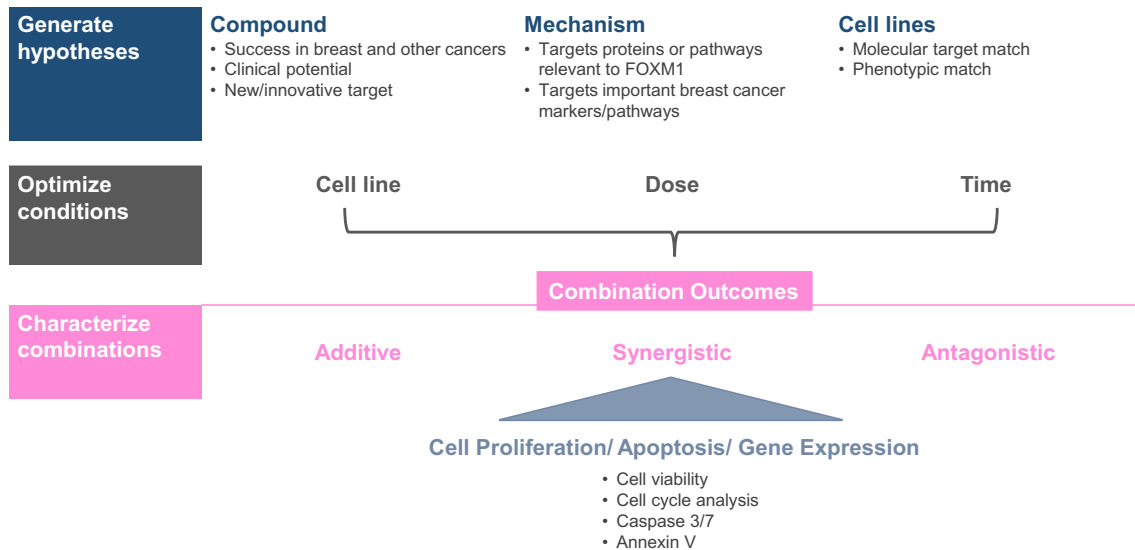 Generate
hypotheses
Compound
• Success in breast and other cancers
• Clinical potential
• New/innovative target
Mechanism
• Targets proteins or pathways
relevant to FOXM1
• Targets important breast cancer
markers/pathways
Cell lines
• Molecular target match
• Phenotypic match
Optimize
conditions
Cell line
Dose
Time
Combination Outcomes
Characterize
combinations
Additive
Synergistic
Antagonistic
Cell Proliferation/ Apoptosis/ Gene Expression
• Cell viability
• Cell cycle analysis
• Caspase 3/7
• Annexin V